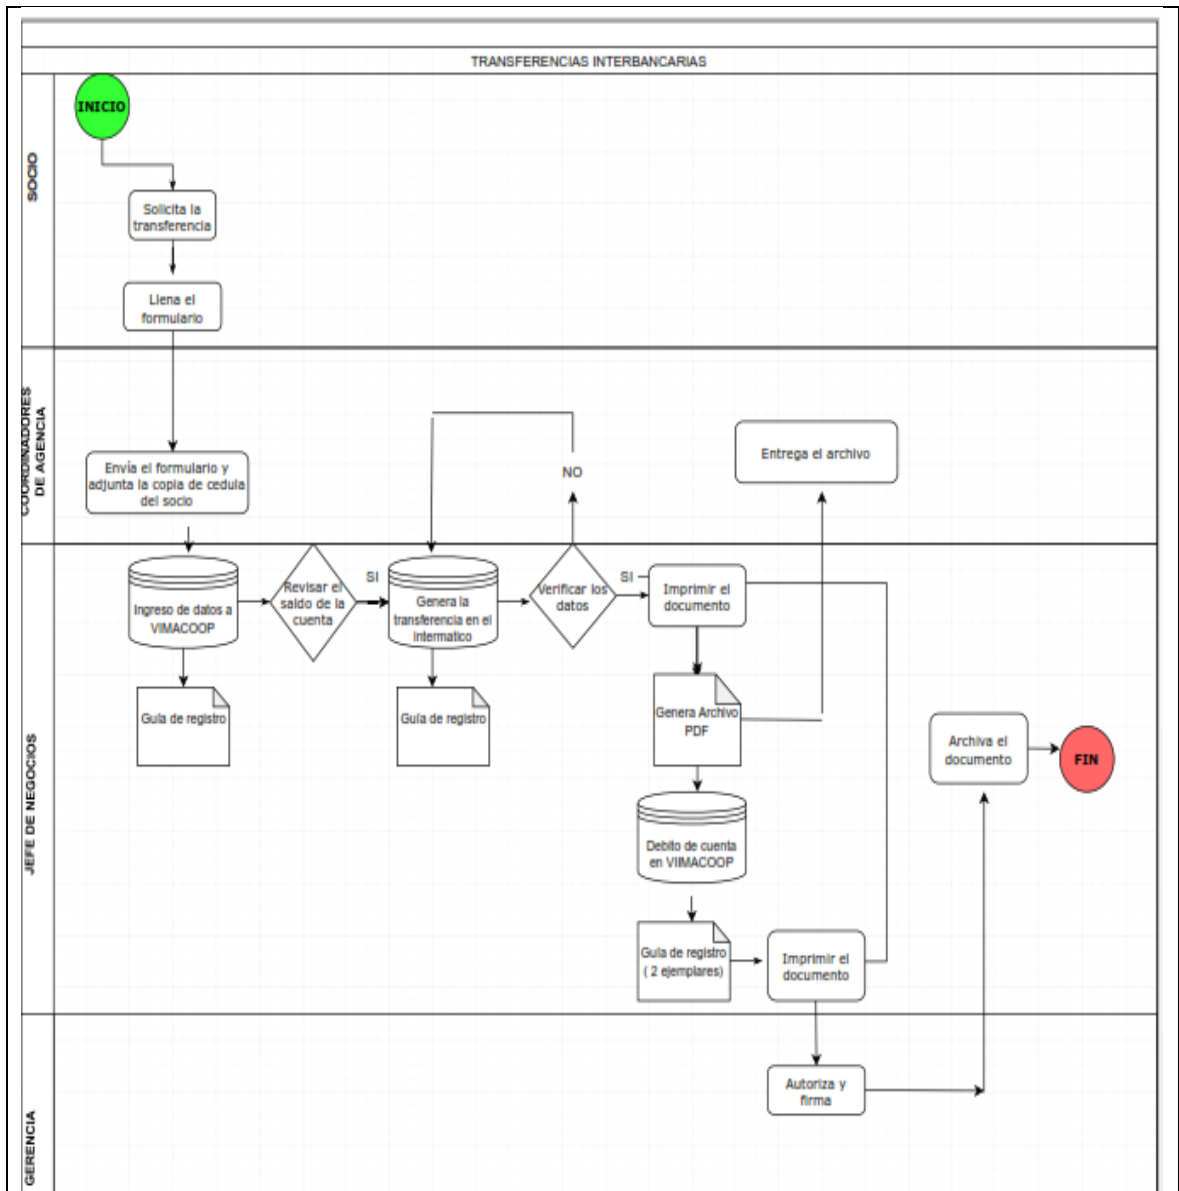 TRANSFERENCIAS INTERBANCARIAS
SOCIO
INICIO
Solicita la
transferencia
Llena el
formulario
COORDINADORES
DE AGENCIA
Envía el formulario y
adjunta la copia de cedula
del socio
NO
Entrega el archivo
JEFE DE NEGOCIOS
Ingreso de datos a
VIMACOOP
Revisar el
saldo de la
cuenta
SI
Genera la
transferencia en el
intermatico
Verificar los
datos
SI
Imprimir el
documento
Guia de registro
Guia de registro
Genera Archivo
PDF
Archiva el
documento
FIN
Debito de cuenta
en VIIMACOOP
Guia de registro
( 2 ejemplares)
Imprimir el
documento
GERENCIA
Autoriza y
firma